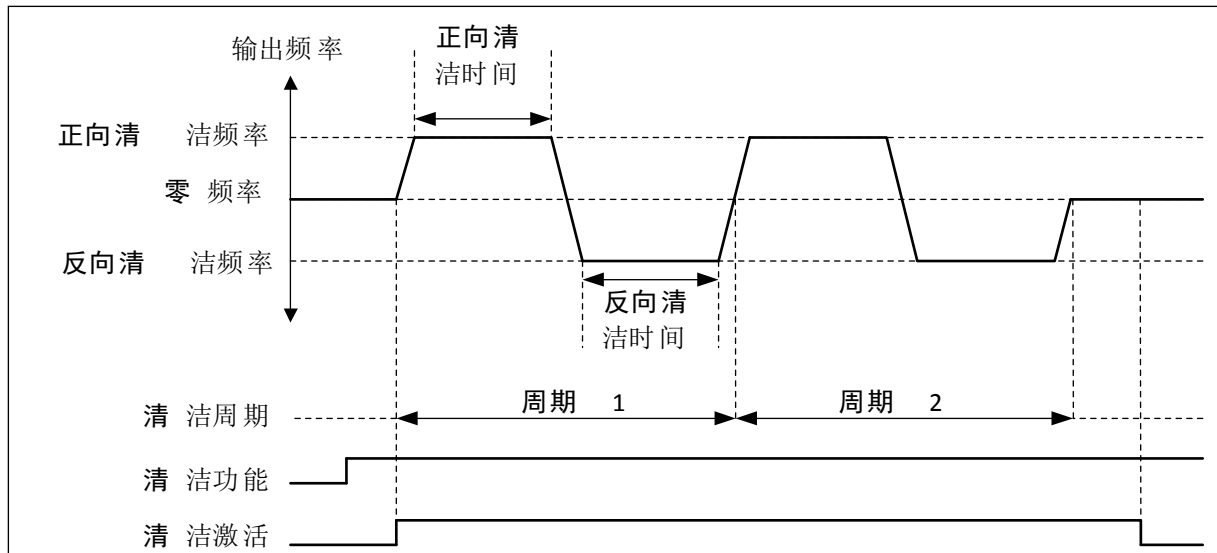 输出频率
正向清
洁时间
正向清 洁频率
零 频率
反向清 洁频率
反向清
洁时间
清 洁周期
周期 1
周期 2
清 洁功能
清 洁激活